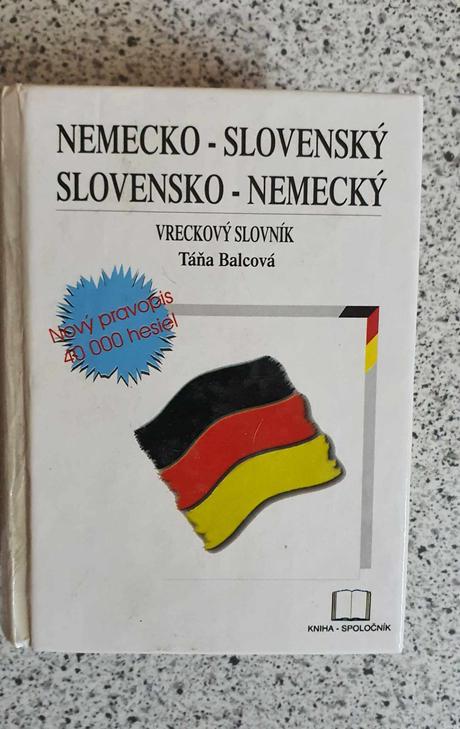 NEMECKO - SLOVENSKÝ
SLOVENSKO - NEMECKÝ
VRECKOVÝ SLOVNÍK
Táňa Balcová
Nový pravopis
40 000 hesiel
KNIHA - SPOLOČNÍK